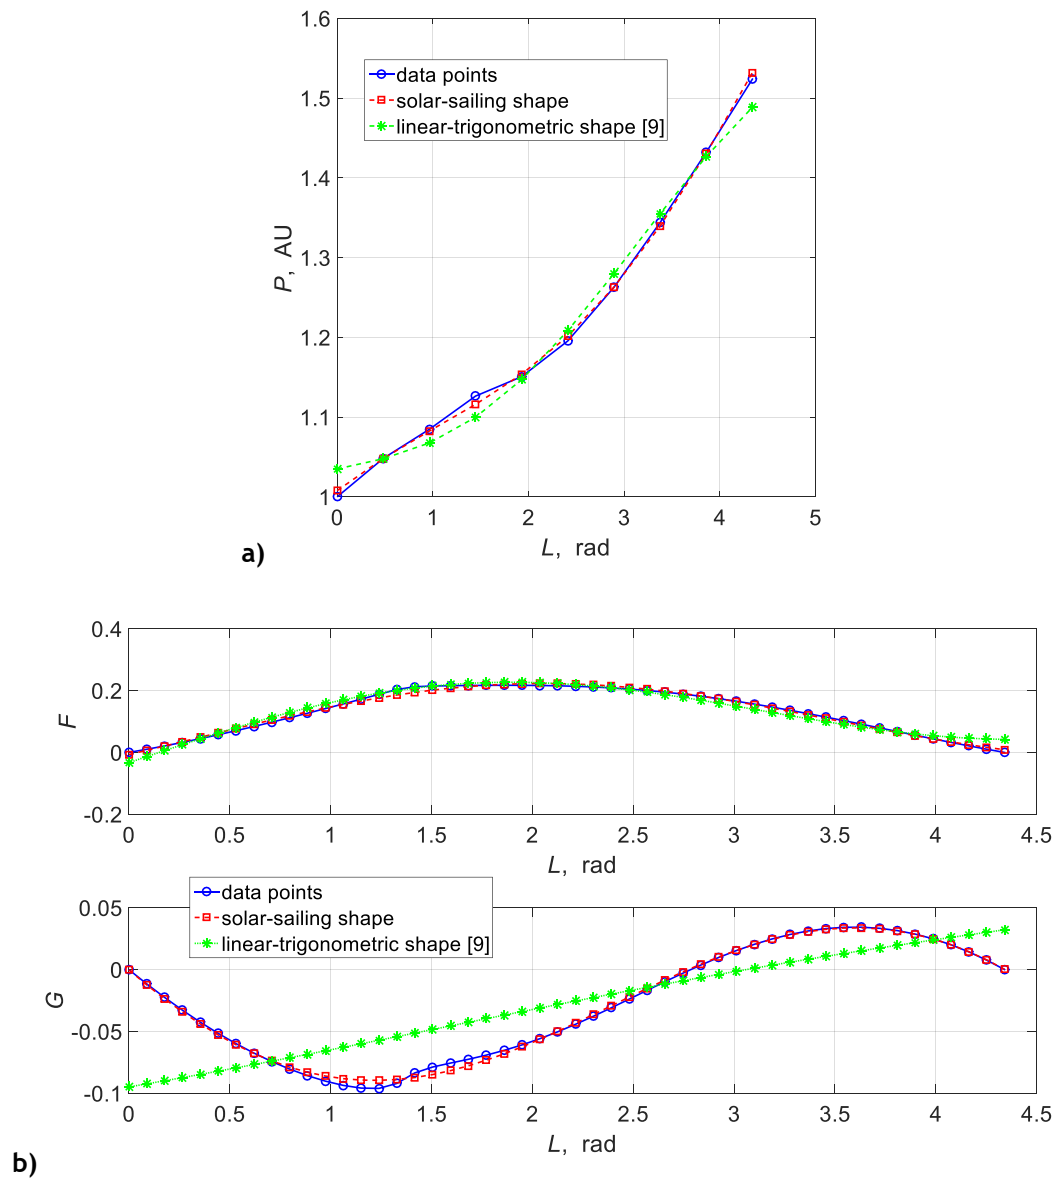 1.6
1.5
1.4
1.3
1.2
1.1
1
P, AU
data points
solar-sailing shape
linear-trigonometric shape [9]
0 1 2 3 4 5
L, rad
a)
0.4
0.2
0
-0.2
F
0 0.5 1 1.5 2 2.5 3 3.5 4 4.5
L, rad
data points
solar-sailing shape
linear-trigonometric shape [9]
0.05
0
-0.05
-0.1
G
0 0.5 1 1.5 2 2.5 3 3.5 4 4.5
L, rad
b)